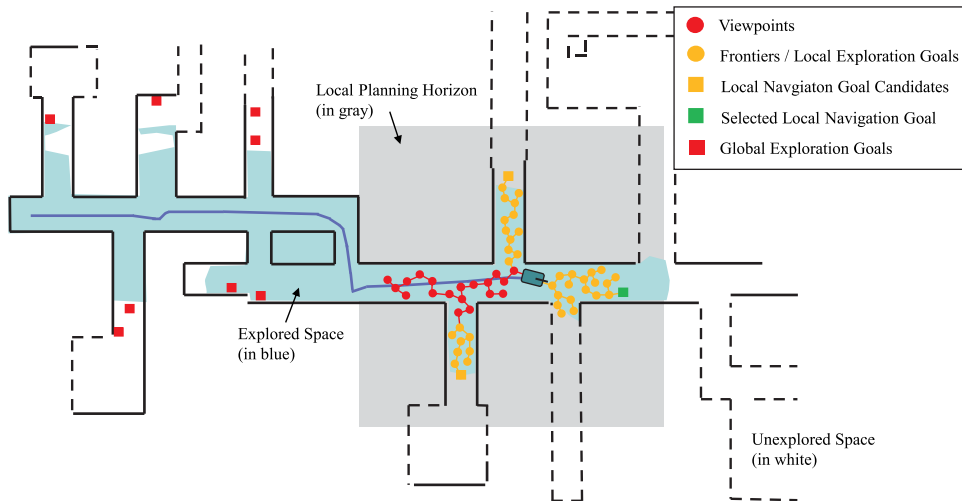 Viewpoints
Frontiers / Local Exploration Goals
Local Navgiaton Goal Candidates
Selected Local Navigation Goal
Global Exploration Goals
Local Planning Horizon
(in gray)
Explored Space
(in blue)
Unexplored Space
(in white)